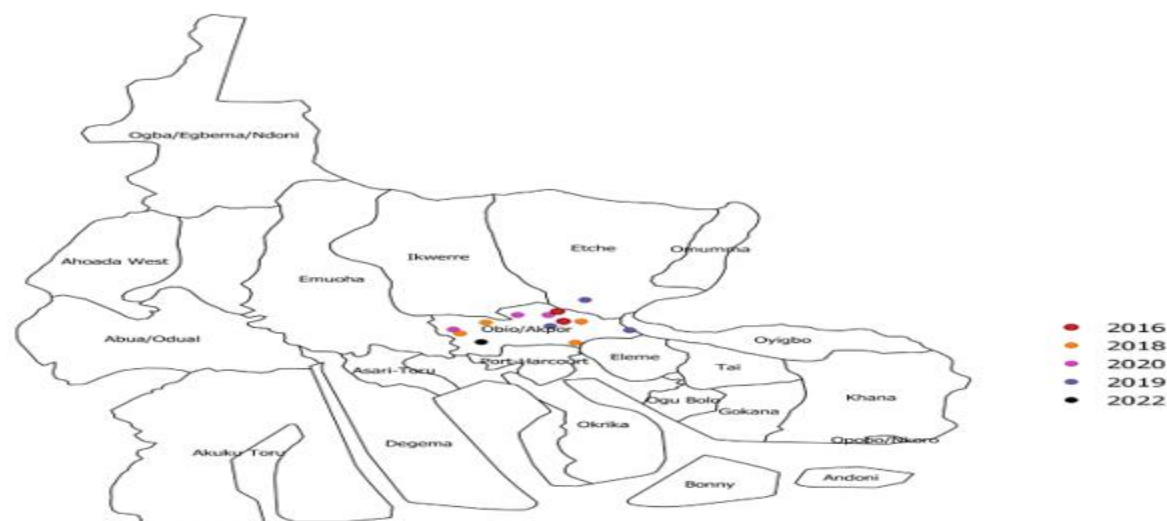 Ogba/Egbema/Ndoni
Etche
Omumma
Ikwerre
Ahoada West
Emuoha
Obio/Akpor
Abua/Odual
Oyigbo
Port-Harcourt
Eleme
Tai
Asari-Toru
Khana
Ogu Bolo
Gokana
Okrika
Degema
Opobo/Nkoro
Akuku Toru
Andoni
Bonny
2016
2018
2020
2019
2022